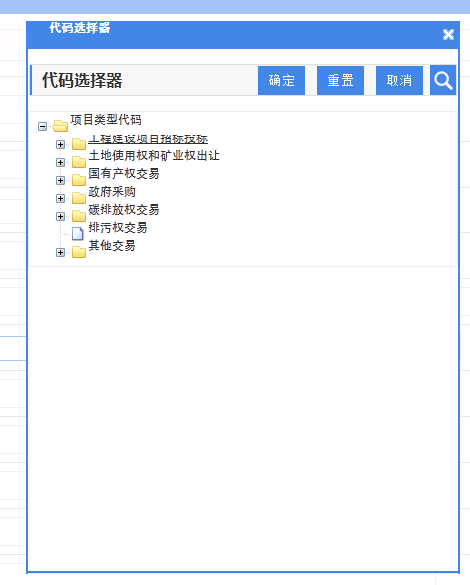 代码选择器
代码选择器
确定
重置
取消
项目类型代码
工程建设项目招标投标
土地使用权和矿业权出让
国有产权交易
政府采购
碳排放权交易
排污权交易
其他交易